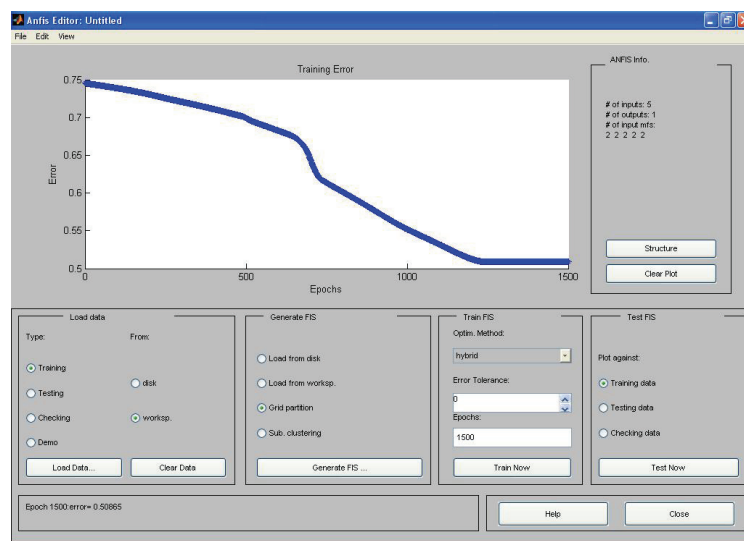 Anfis Editor: Untitled
File Edit View
Training Error
0.75
0.7
0.65
0.6
0.55
0.5
Error
0
500
1000
1500
Epochs
ANFIS Info.
# of inputs: 5
# of outputs: 1
# of input mfs:
2 2 2 2 2
Structure
Clear Plot
Load data
Type:
From:
Training
Testing
Checking
Demo
disk
worksp.
Load Data...
Clear Data
Generate FIS
Load from disk
Load from worksp.
Grid partition
Sub. clustering
Generate FIS ...
Train FIS
Optim. Method:
hybrid
Error Tolerance:
0
Epochs:
1500
Train Now
Test FIS
Plot against:
Training data
Testing data
Checking data
Test Now
Epoch 1500:error= 0.50865
Help
Close